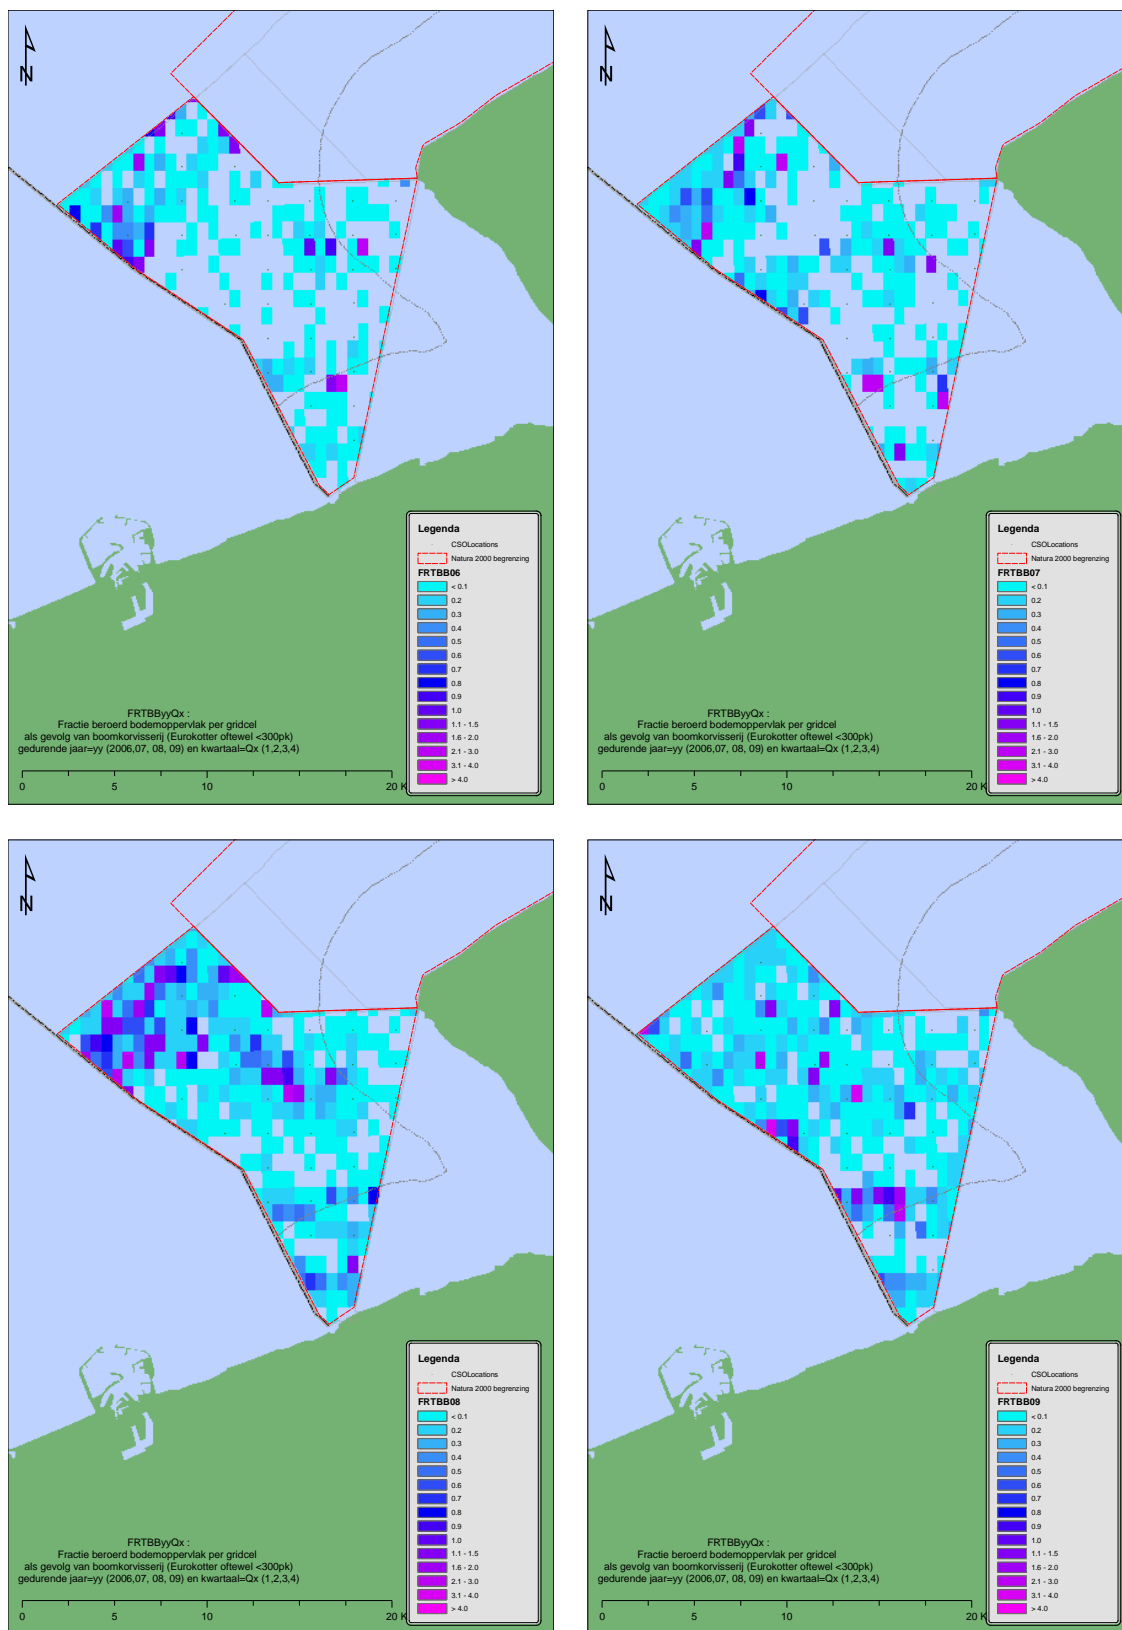 N
Legenda
CSOLocations
Natura 2000 begrenzing
FRTBB06
< 0.1
0.2
0.3
0.4
0.5
0.6
0.7
0.8
0.9
1.0
1.1 - 1.5
1.6 - 2.0
2.1 - 3.0
3.1 - 4.0
> 4.0
FRTBByyQx :
Fractie beroerd bodemoppervlak per gridcel
als gevolg van boomkorvisserij (Eurokotter oftewel <300pk)
gedurende jaar=yy (2006,07, 08, 09) en kwartaal=Qx (1,2,3,4)
0 5 10 20 K
N
Legenda
CSOLocations
Natura 2000 begrenzing
FRTBB07
< 0.1
0.2
0.3
0.4
0.5
0.6
0.7
0.8
0.9
1.0
1.1 - 1.5
1.6 - 2.0
2.1 - 3.0
3.1 - 4.0
> 4.0
FRTBByyQx :
Fractie beroerd bodemoppervlak per gridcel
als gevolg van boomkorvisserij (Eurokotter oftewel <300pk)
gedurende jaar=yy (2006,07, 08, 09) en kwartaal=Qx (1,2,3,4)
0 5 10 20 K
N
Legenda
CSOLocations
Natura 2000 begrenzing
FRTBB08
< 0.1
0.2
0.3
0.4
0.5
0.6
0.7
0.8
0.9
1.0
1.1 - 1.5
1.6 - 2.0
2.1 - 3.0
3.1 - 4.0
> 4.0
FRTBByyQx :
Fractie beroerd bodemoppervlak per gridcel
als gevolg van boomkorvisserij (Eurokotter oftewel <300pk)
gedurende jaar=yy (2006,07, 08, 09) en kwartaal=Qx (1,2,3,4)
0 5 10 20 K
N
Legenda
CSOLocations
Natura 2000 begrenzing
FRTBB09
< 0.1
0.2
0.3
0.4
0.5
0.6
0.7
0.8
0.9
1.0
1.1 - 1.5
1.6 - 2.0
2.1 - 3.0
3.1 - 4.0
> 4.0
FRTBByyQx :
Fractie beroerd bodemoppervlak per gridcel
als gevolg van boomkorvisserij (Eurokotter oftewel <300pk)
gedurende jaar=yy (2006,07, 08, 09) en kwartaal=Qx (1,2,3,4)
0 5 10 20 K